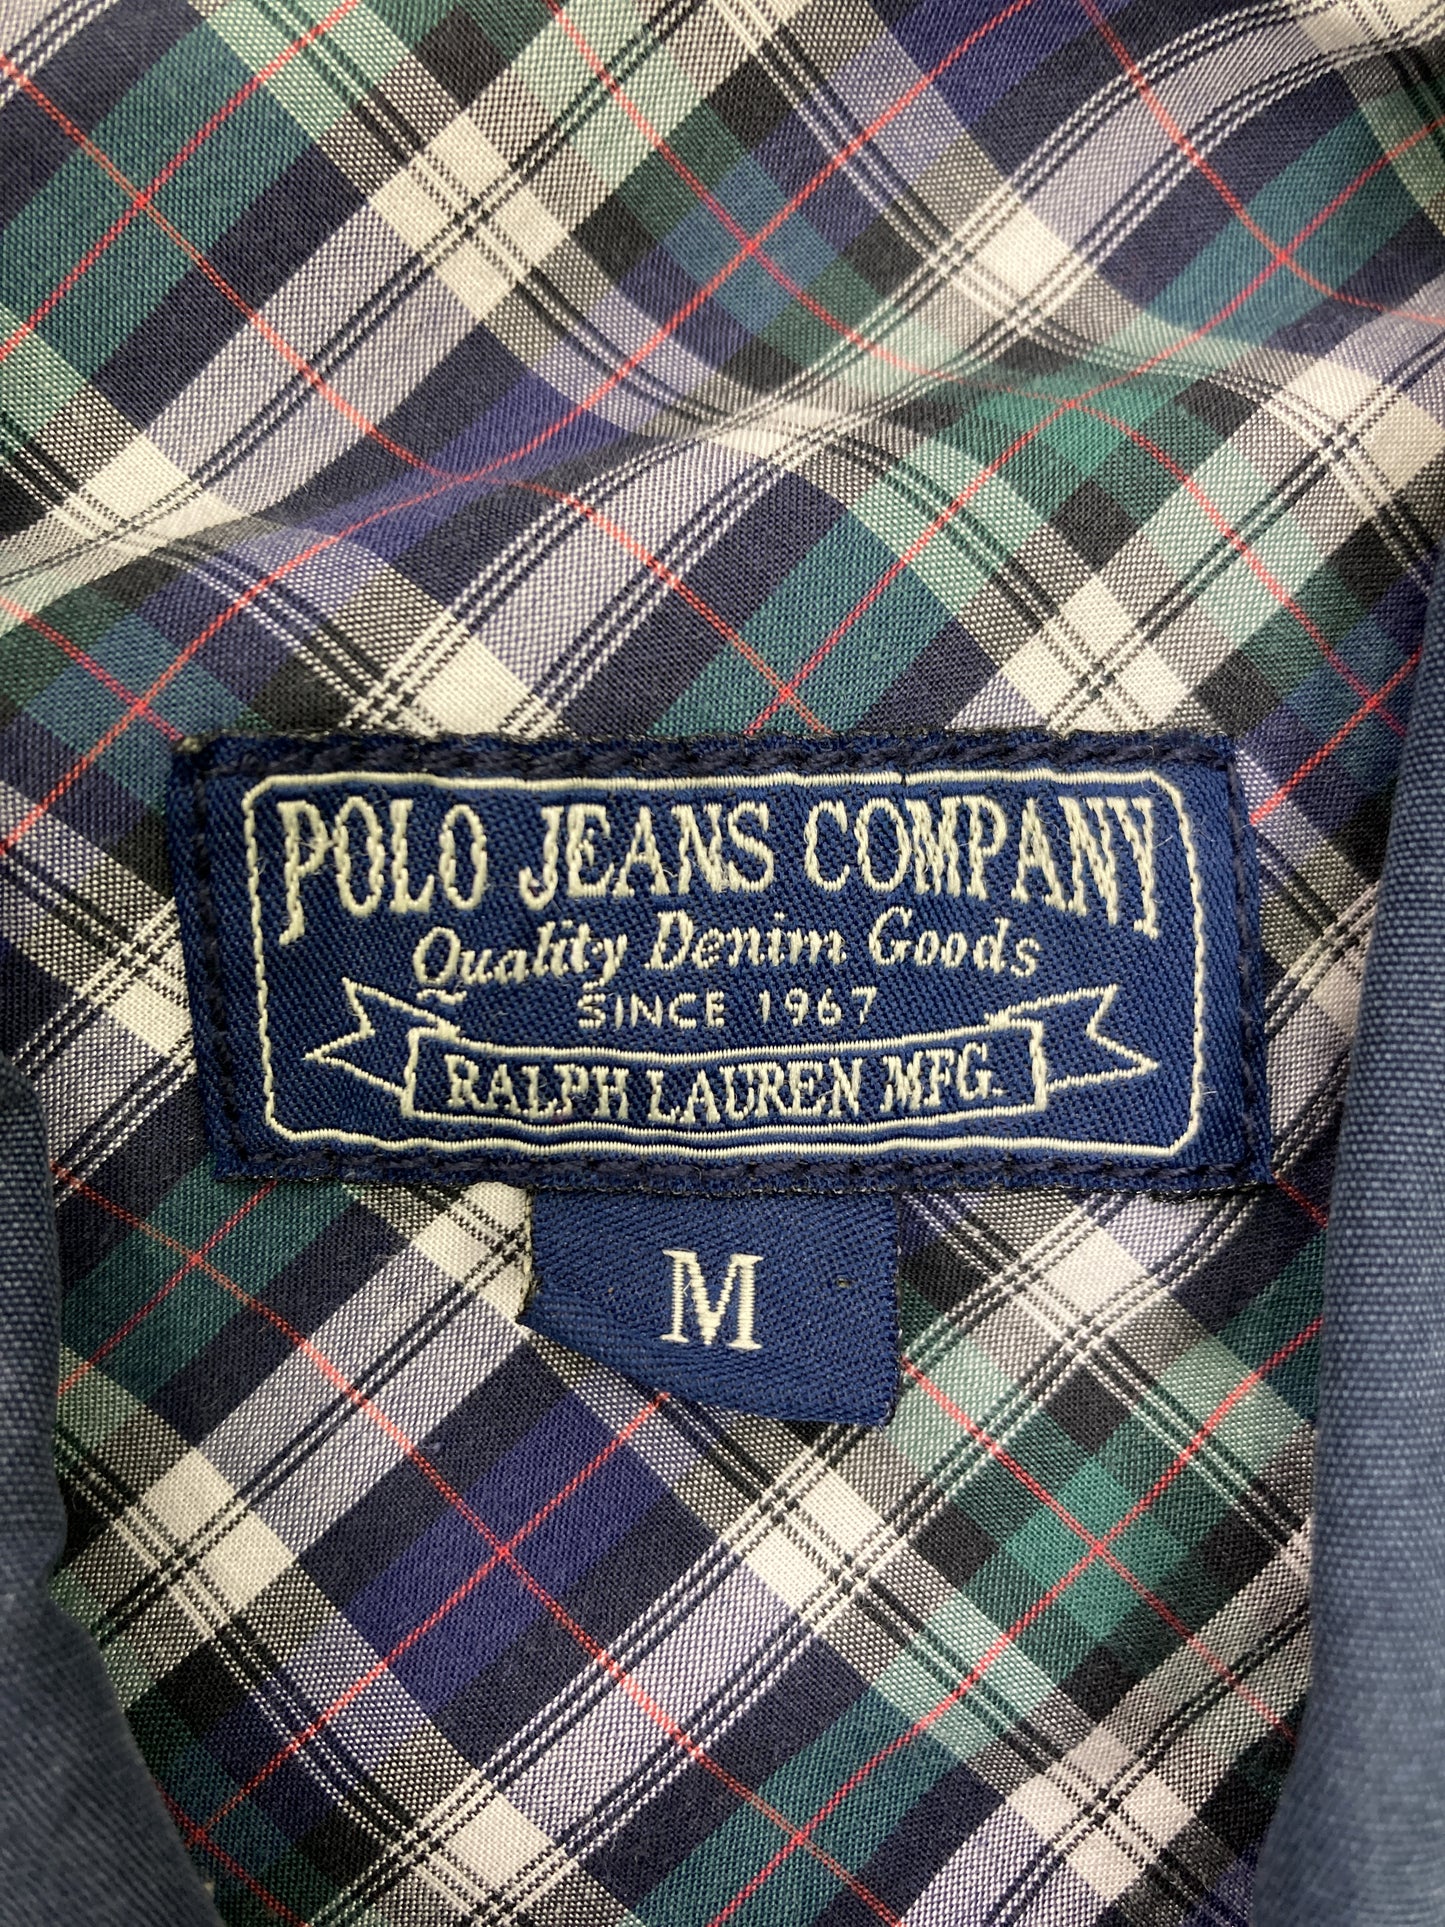 POLO JEANS COMPANY
Quality Denim Goods
SINCE 1967
RALPH LAUREN MFG.
M